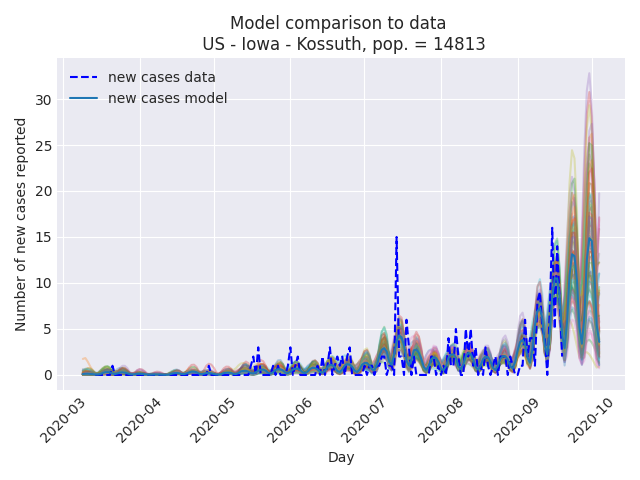 Model comparison to data
US - Iowa - Kossuth, pop. = 14813
new cases data
new cases model
Number of new cases reported
30
25
20
15
10
5
0
2020-03
2020-04
2020-05
2020-06
2020-07
2020-08
2020-09
2020-10
Day